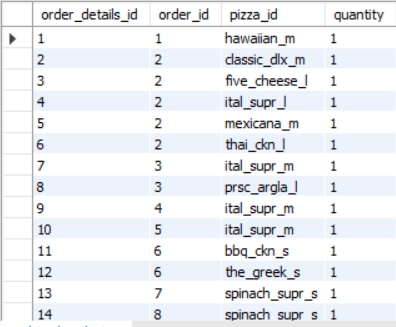 order_details_id order_id pizza_id quantity
1 1 hawaiian_m 1
2 2 classic_dlx_m 1
3 2 five_cheese_l 1
4 2 ital_supr_l 1
5 2 mexicana_m 1
6 2 thai_ckn_l 1
7 3 ital_supr_m 1
8 3 prsc_argla_l 1
9 4 ital_supr_m 1
10 5 ital_supr_m 1
11 6 bbq_ckn_s 1
12 6 the_greek_s 1
13 7 spinach_supr_s 1
14 8 spinach_supr_s 1